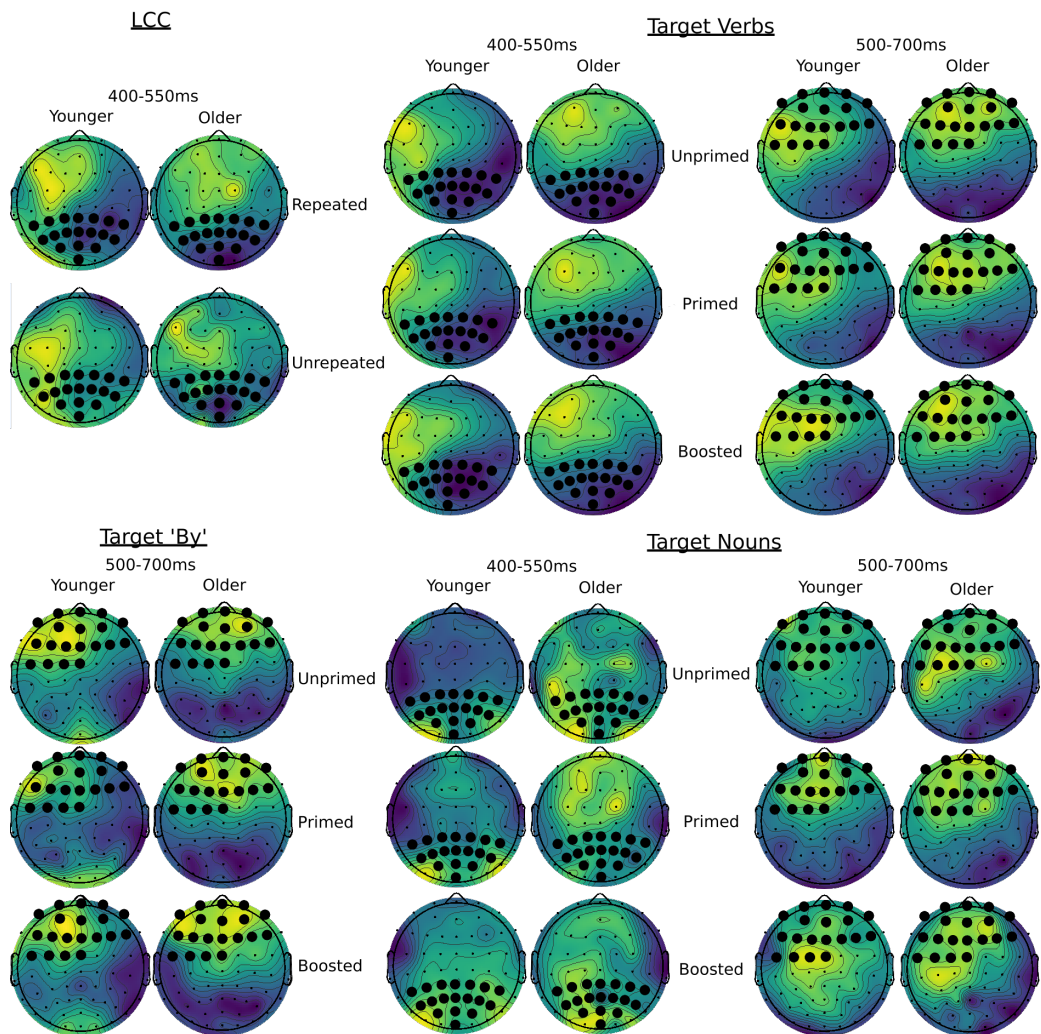 LCC
400-550ms
Younger Older
Repeated
Unrepeated
Target Verbs
400-550ms 500-700ms
Younger Older Younger Older
Unprimed
Primed
Boosted
Target 'By'
500-700ms
Younger Older
Unprimed
Primed
Boosted
Target Nouns
400-550ms 500-700ms
Younger Older Younger Older
Unprimed
Primed
Boosted